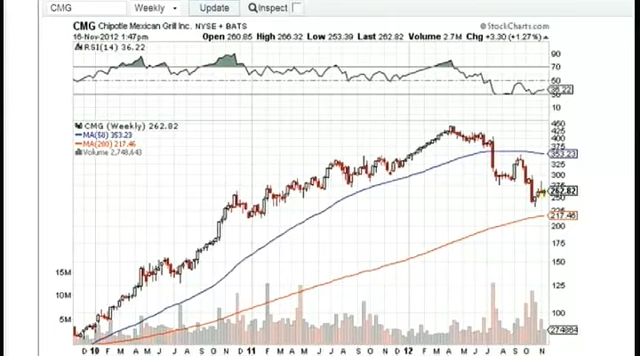 CMG Weekly Update Inspect
CMG Chipotle Mexican Grill Inc. NYSE + BATS © StockCharts.com
16-Nov-2012 1:47pm Open 260.85 High 266.32 Low 253.39 Last 262.82 Volume 2.7M Chg +3.30 (+1.27%)
RSI(14) 36.22
90
70
50
36.22
30
10
CMG (Weekly) 262.82
MA(50) 353.23
MA(200) 217.46
Volume 2,748,643
450
425
400
375
353.23
325
300
275
262.82
250
225
217.46
200
175
150
125
100
15M
10M
5M
2748643
D 10 F M A M J J A S O N D 11 F M A M J J A S O N D 12 F M A M J J A S O N